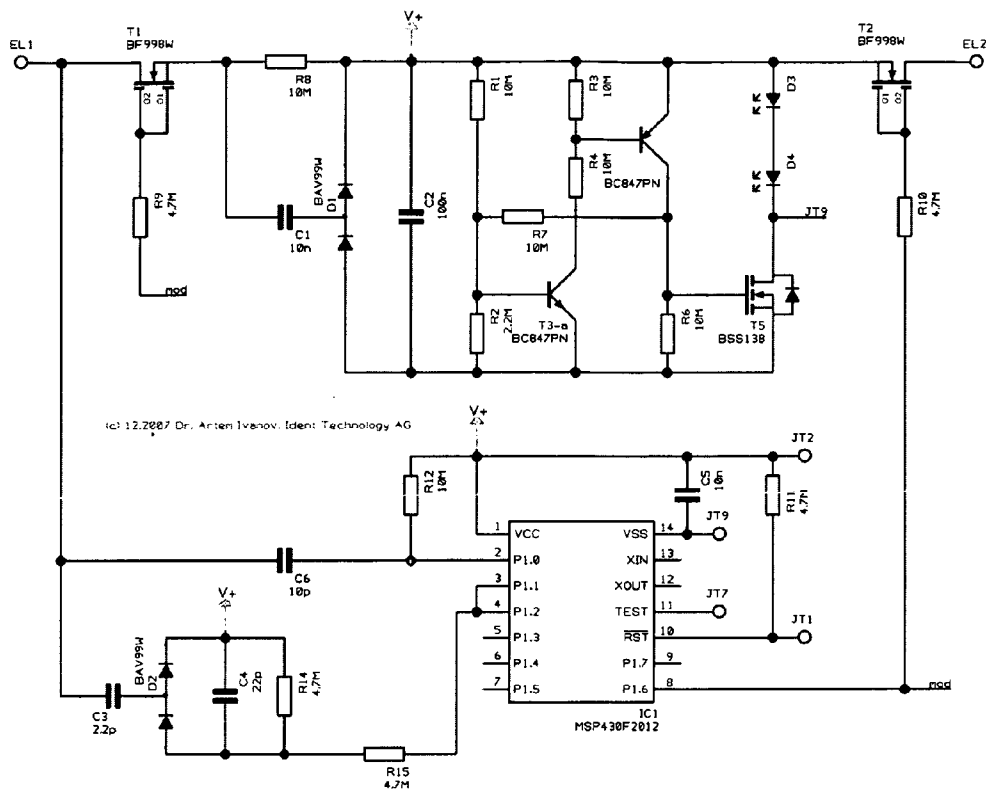 V+
T1
BF998W
EL1
T2
BF998W
EL2
G2
G1
R8
10M
R1
10M
R3
10M
D3
G1
G2
R9
4.7M
BAV99W
D1
C1
10n
C2
100n
R4
10M
BC847PN
D4
JT9
R10
4.7M
R7
10M
mod
R2
2.2M
T3-a
BC847PN
R6
10M
T5
BSS138
(c) 12.2007 Dr. Artem Ivanov, Ident Technology AG
V+
JT2
R12
10M
C5
10n
R11
4.7M
JT9
1 VCC VSS 14
2 P1.0 XIN 13
3 P1.1 XOUT 12
4 P1.2 TEST 11
5 P1.3 RST 10
6 P1.4 P1.7 9
7 P1.5 P1.6 8
JT7
JT1
mod
IC1
MSP430F2012
C6
10p
V+
BAV99W
D2
C4
22p
R14
4.7M
C3
2.2p
R15
4.7M